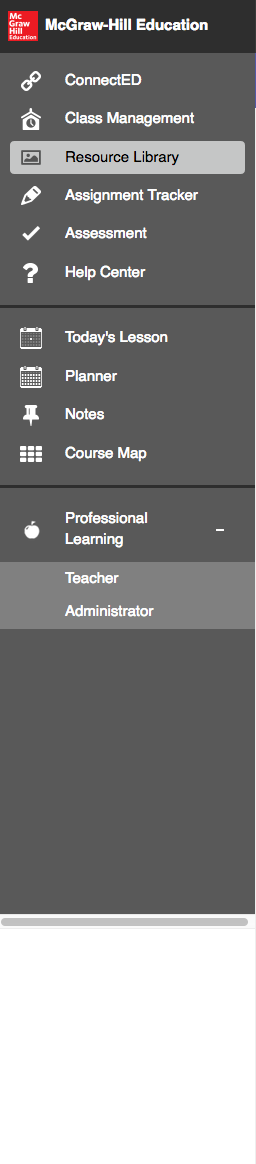 Mc
Graw
Hill
Education
McGraw-Hill Education
ConnectED
Class Management
Resource Library
Assignment Tracker
Assessment
Help Center
Today's Lesson
Planner
Notes
Course Map
Professional
Learning
Teacher
Administrator